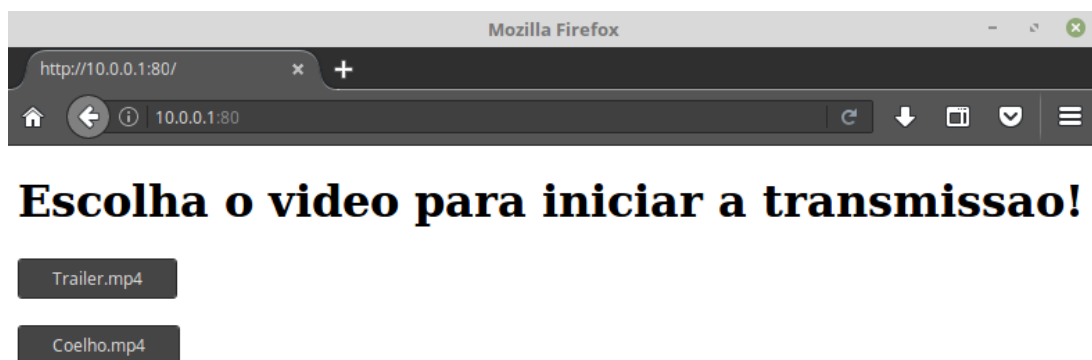 Mozilla Firefox
http://10.0.0.1:80/
10.0.0.1:80
Escolha o video para iniciar a transmissao!
Trailer.mp4
Coelho.mp4